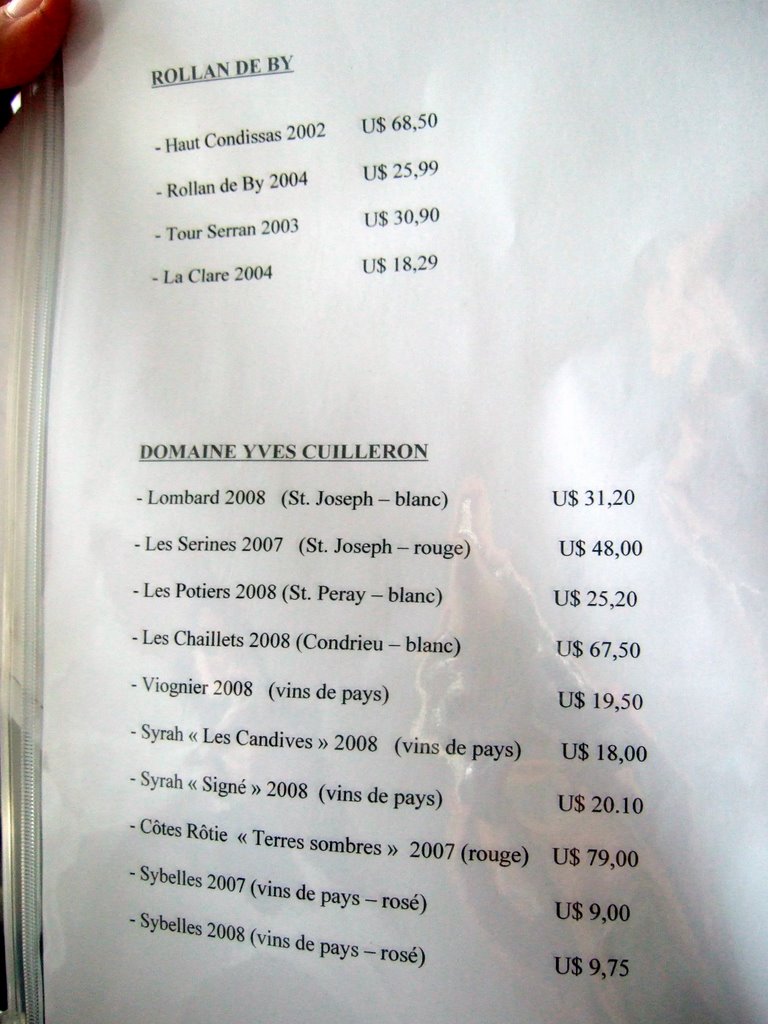 ROLLAN DE BY
- Haut Condissas 2002 U$ 68,50
- Rollan de By 2004 U$ 25,99
- Tour Serran 2003 U$ 30,90
- La Clare 2004 U$ 18,29
DOMAINE YVES CUILLERON
- Lombard 2008 (St. Joseph – blanc) U$ 31,20
- Les Serines 2007 (St. Joseph – rouge) U$ 48,00
- Les Potiers 2008 (St. Peray – blanc) U$ 25,20
- Les Chaillets 2008 (Condrieu – blanc) U$ 67,50
- Viognier 2008 (vins de pays) U$ 19,50
- Syrah « Les Candives » 2008 (vins de pays) U$ 18,00
- Syrah « Signé » 2008 (vins de pays) U$ 20.10
- Côtes Rôtie « Terres sombres » 2007 (rouge) U$ 79,00
- Sybelles 2007 (vins de pays – rosé) U$ 9,00
- Sybelles 2008 (vins de pays – rosé) U$ 9,75